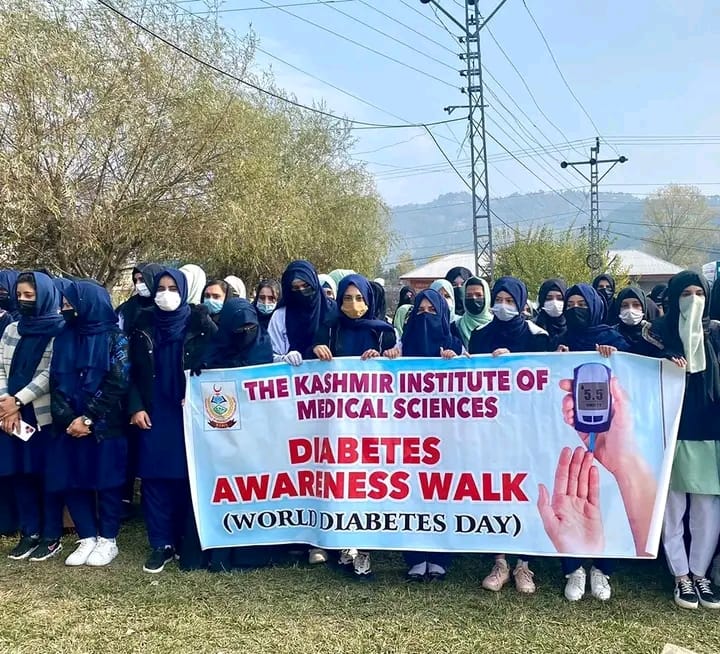 THE KASHMIR INSTITUTE OF
MEDICAL SCIENCES
DIABETES
AWARENESS WALK
(WORLD DIABETES DAY)
5.5